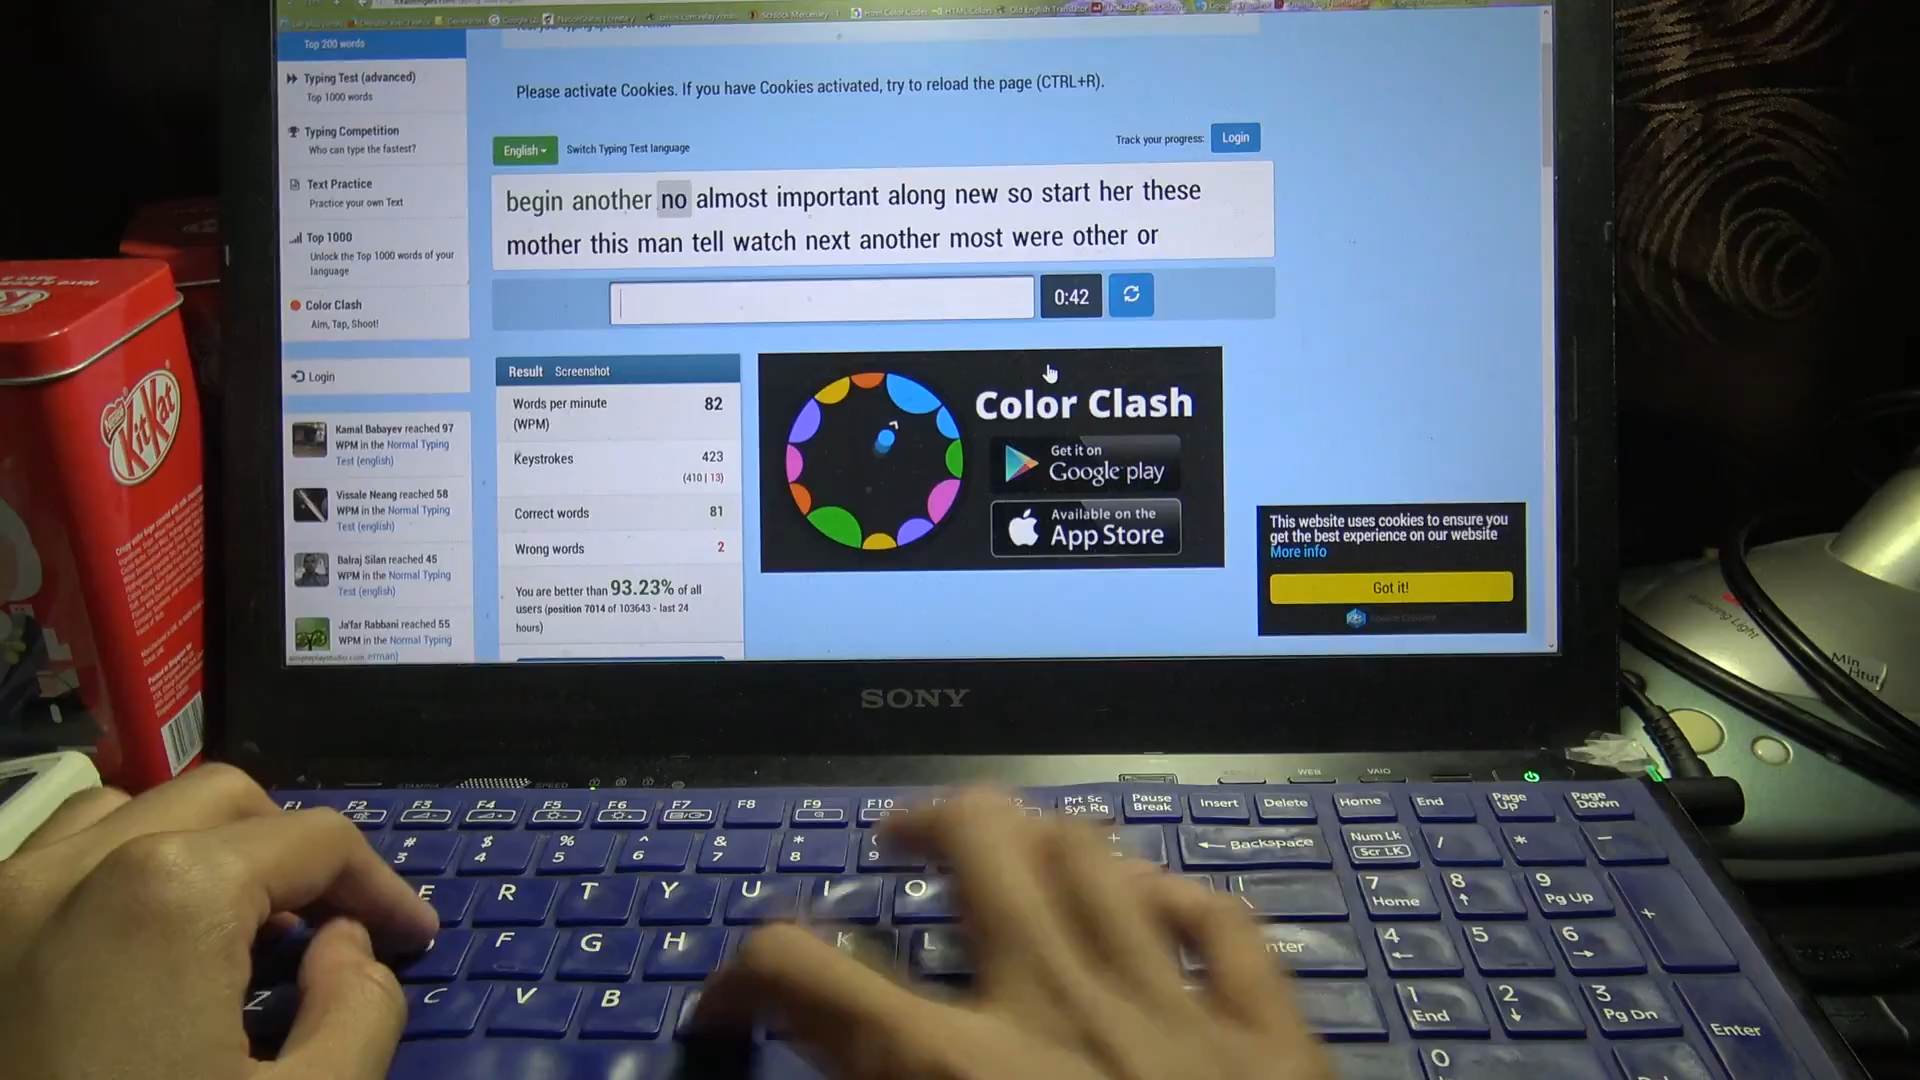 Top 200 words
Typing Test (advanced)
Top 1000 words
Typing Competition
Who can type the fastest?
Text Practice
Practice your own Text
Top 1000
Unlock the Top 1000 words of your
language
Color Clash
Aim, Tap, Shoot!
Login
Kamal Babayev reached 97
WPM in the Normal Typing
Test (english)
Vissale Neang reached 58
WPM in the Normal Typing
Test (english)
Balraj Silan reached 45
WPM in the Normal Typing
Test (english)
Ja'far Rabbani reached 55
WPM in the Normal Typing
Please activate Cookies. If you have Cookies activated, try to reload the page (CTRL+R).
English
Switch Typing Test language
Track your progress:
Login
begin another no almost important along new so start her these
mother this man tell watch next another most were other or
0:42
Result Screenshot
Words per minute
(WPM)
82
Keystrokes
423
(410 | 13)
Correct words
81
Wrong words
2
You are better than 93.23% of all
users (position 7014 of 103643 - last 24
hours)
Color Clash
Get it on
Google play
Available on the
App Store
This website uses cookies to ensure you
get the best experience on our website
More info
Got it!
SONY
KitKat
Min
WEB VAIO
F1 F2 F3 F4 F5 F6 F7 F8 F9 F10 Prt Sc Sys Rq Pause Break Insert Delete Home End Page Up Page Down
# 3 $ 4 % 5 ^ 6 & 7 * 8 ( 9 + Backspace Num Lk Scr LK / * -
E R T Y U I O | \ 7 Home 8 9 Pg Up +
F G H K L 4 5 6
Z C V B 1 End 2 3 Pg Dn Enter
0